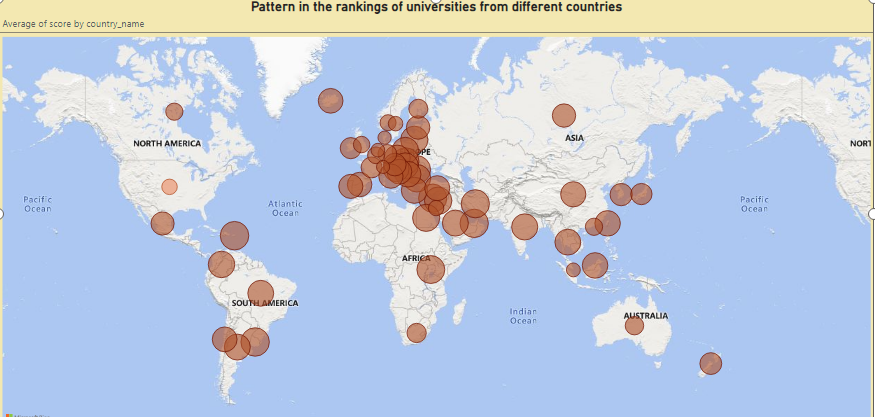 Pattern in the rankings of universities from different countries
Average of score by country_name
NORTH AMERICA
ASIA
NORT
Pacific
Ocean
Atlantic
Ocean
Pacific
Ocean
AFRICA
SOUTH AMERICA
Indian
Ocean
AUSTRALIA